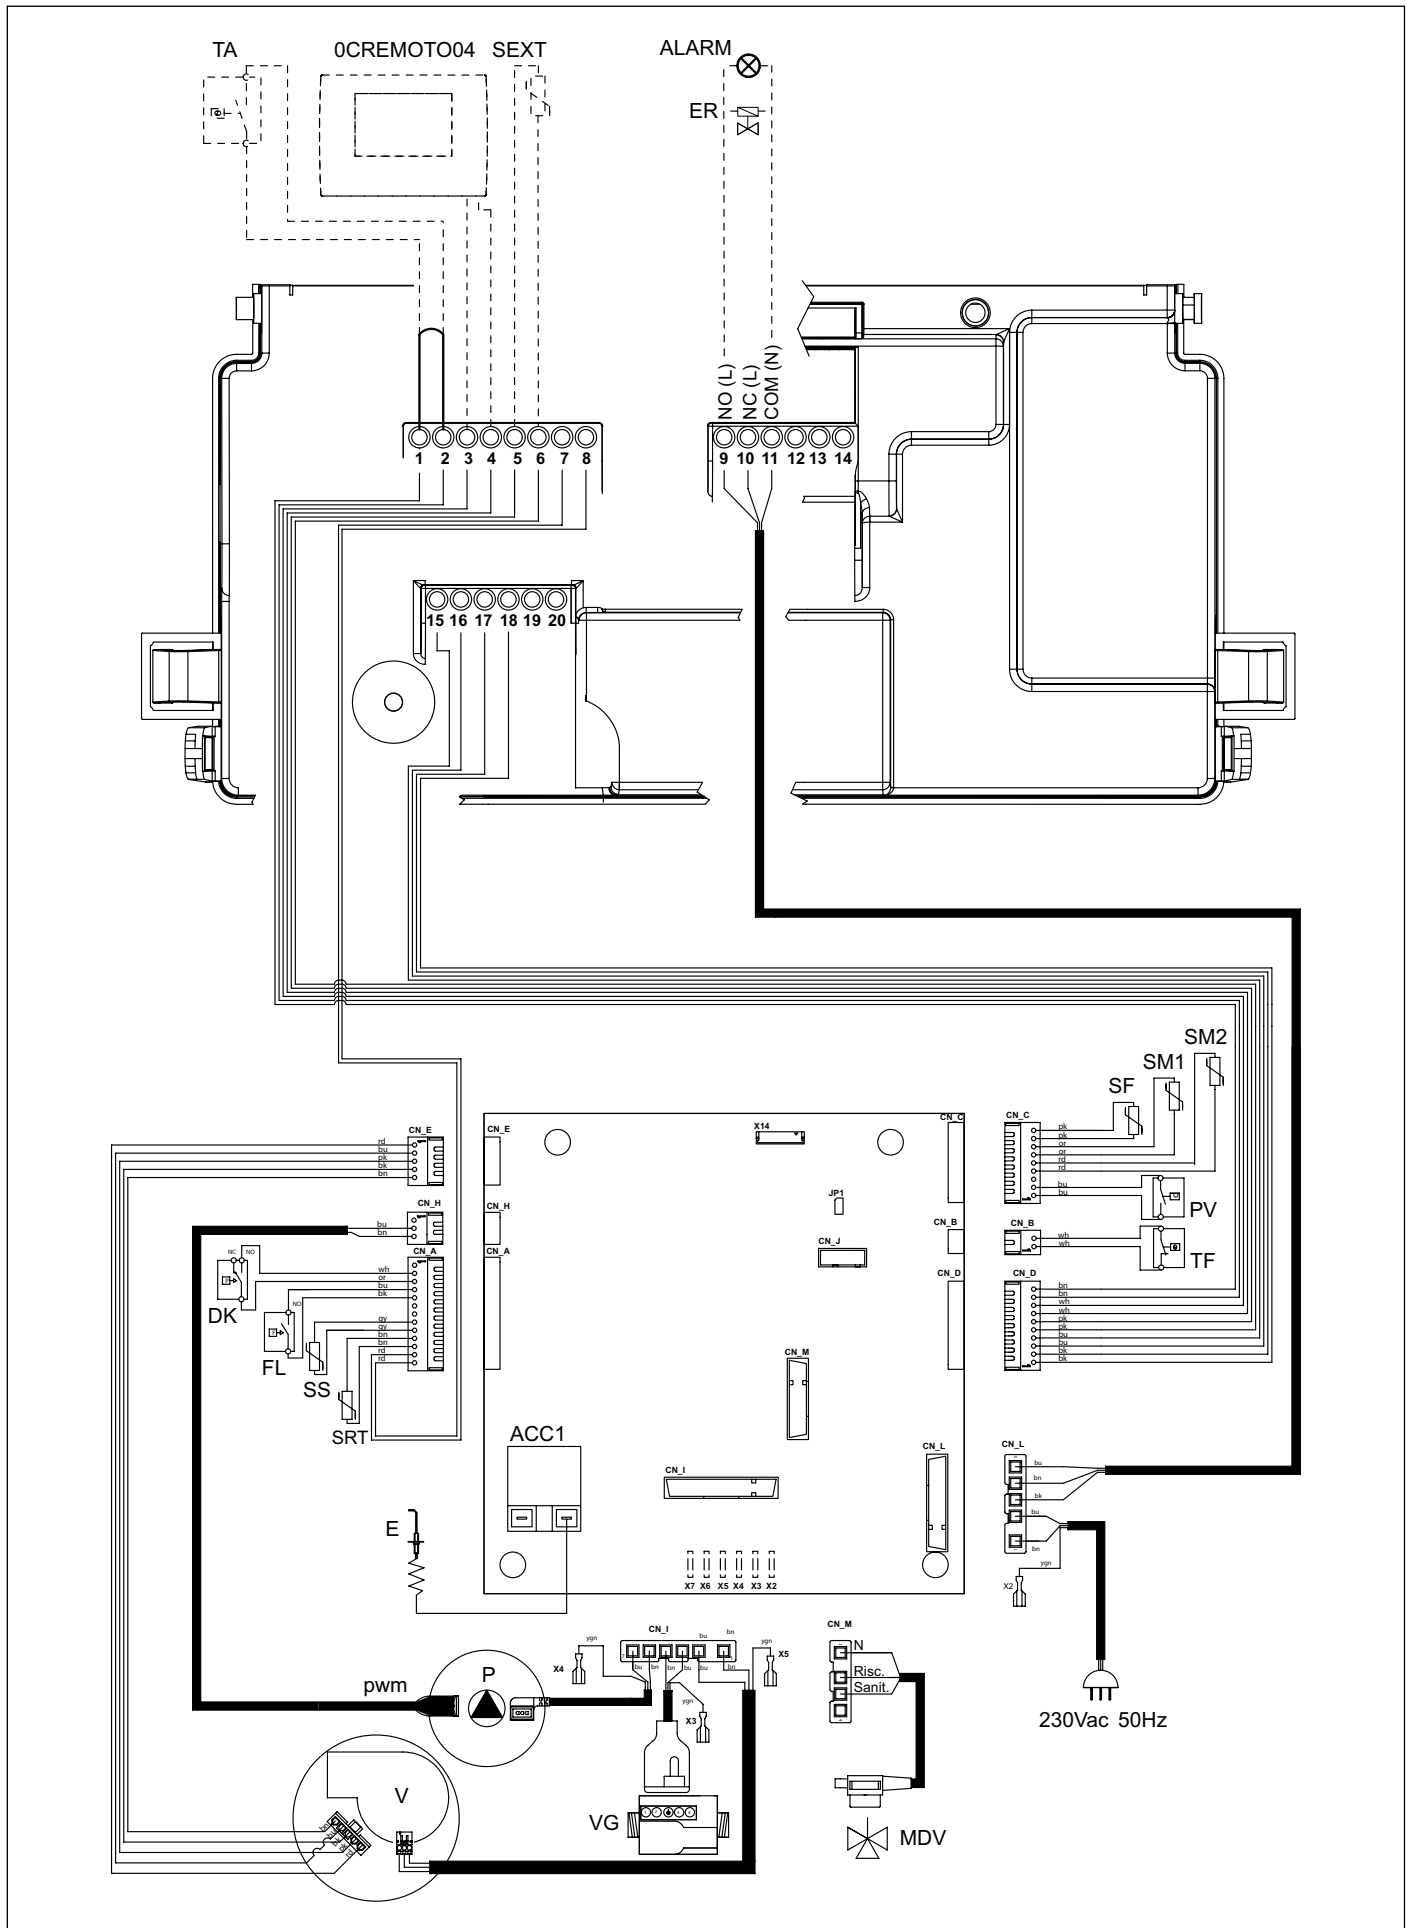 TA 0CREMOTO04 SEXT ALARM
ER
NO (L)
NC (L)
COM (N)
1 2 3 4 5 6 7 8
9 10 11 12 13 14
15 16 17 18 19 20
SM2
SM1
SF
CN_E
rd
bu
pk
bk
bn
CN_H
bu
bn
CN_A
NC NO
wh
or
bu
bk
gy
gy
bn
bn
rd
rd
DK
NO
FL
SS
SRT
CN_E
CN_H
CN_A
X14
JP1
CN_J
CN_M
CN_I
CN_L
CN_C
CN_B
CN_D
ACC1
X7 X6 X5 X4 X3 X2
CN_C
pk
pk
or
or
rd
rd
bu
bu
PV
CN_B
wh
wh
TF
CN_D
bn
bn
wh
wh
pk
pk
bu
bu
bk
bk
CN_L
bu
bn
bk
bu
bn
ygn
X2
230Vac 50Hz
E
CN_I
bu bn
ygn
X4
bu bn bn bu bu bn
ygn
X5
ygn
X3
P
pwm
V
bn
bu
bk
pk
rd
VG
CN_M
N
Risc.
Sanit.
MDV